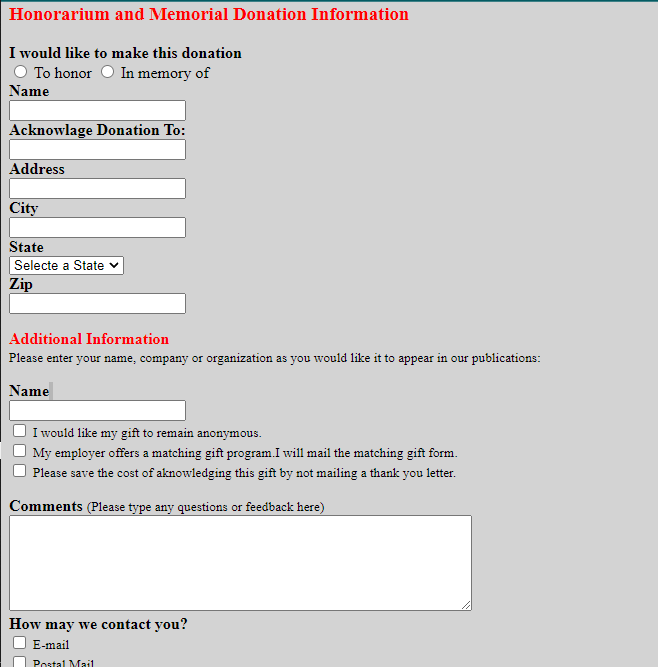 Honorarium and Memorial Donation Information
I would like to make this donation
To honor In memory of
Name
Acknowlage Donation To:
Address
City
State
Selecte a State
Zip
Additional Information
Please enter your name, company or organization as you would like it to appear in our publications:
Name
I would like my gift to remain anonymous.
My employer offers a matching gift program.I will mail the matching gift form.
Please save the cost of aknowledging this gift by not mailing a thank you letter.
Comments (Please type any questions or feedback here)
How may we contact you?
E-mail
Postal Mail